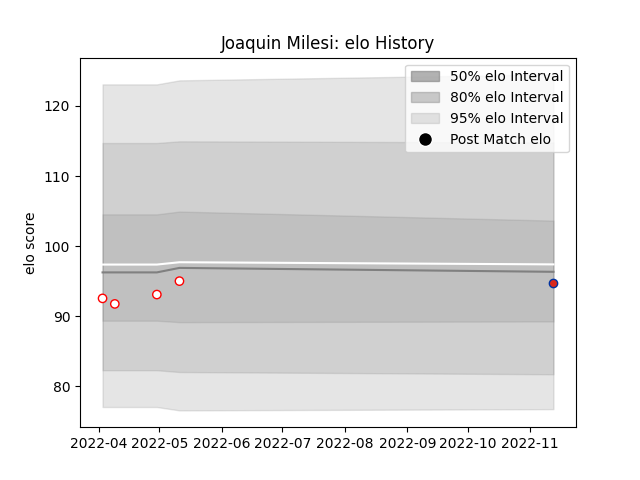 Joaquin Milesi: elo History
50% elo Interval
80% elo Interval
95% elo Interval
Post Match elo
elo score
120
110
100
90
80
2022-04 2022-05 2022-06 2022-07 2022-08 2022-09 2022-10 2022-11